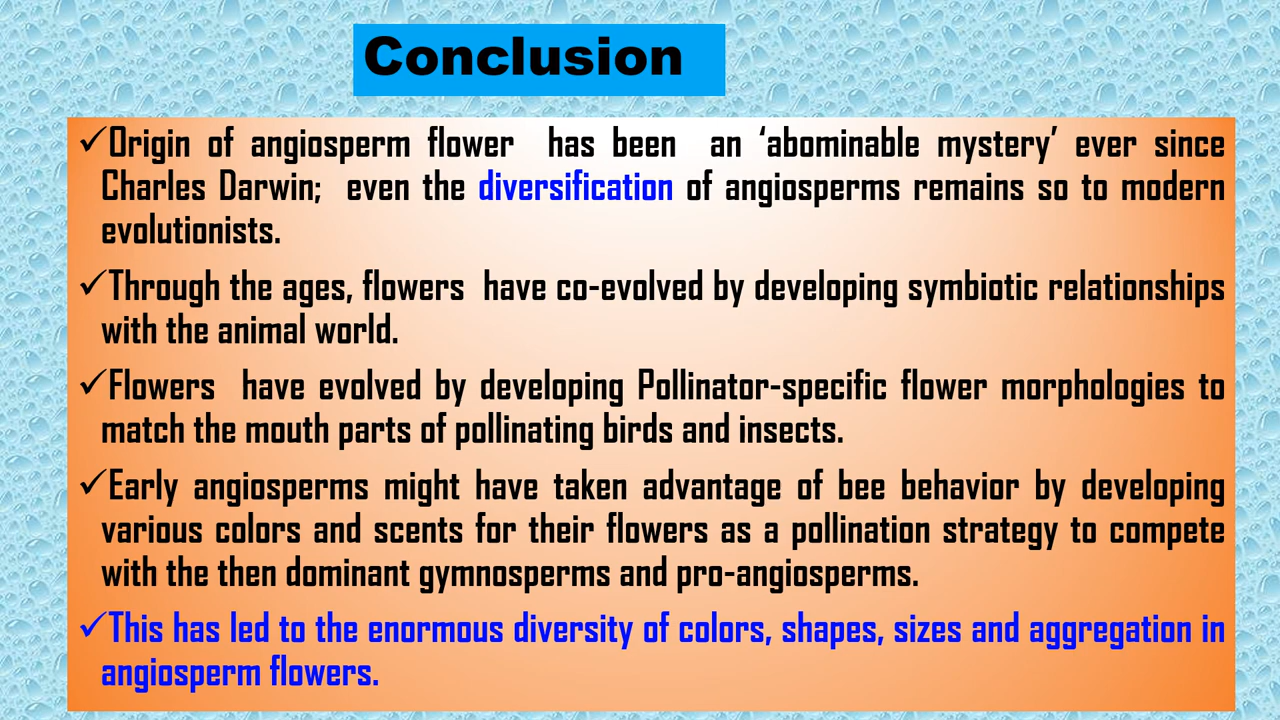 Conclusion
✓Origin of angiosperm flower has been an ‘abominable mystery’ ever since
Charles Darwin; even the diversification of angiosperms remains so to modern
evolutionists.
✓Through the ages, flowers have co-evolved by developing symbiotic relationships
with the animal world.
✓Flowers have evolved by developing Pollinator-specific flower morphologies to
match the mouth parts of pollinating birds and insects.
✓Early angiosperms might have taken advantage of bee behavior by developing
various colors and scents for their flowers as a pollination strategy to compete
with the then dominant gymnosperms and pro-angiosperms.
✓This has led to the enormous diversity of colors, shapes, sizes and aggregation in
angiosperm flowers.